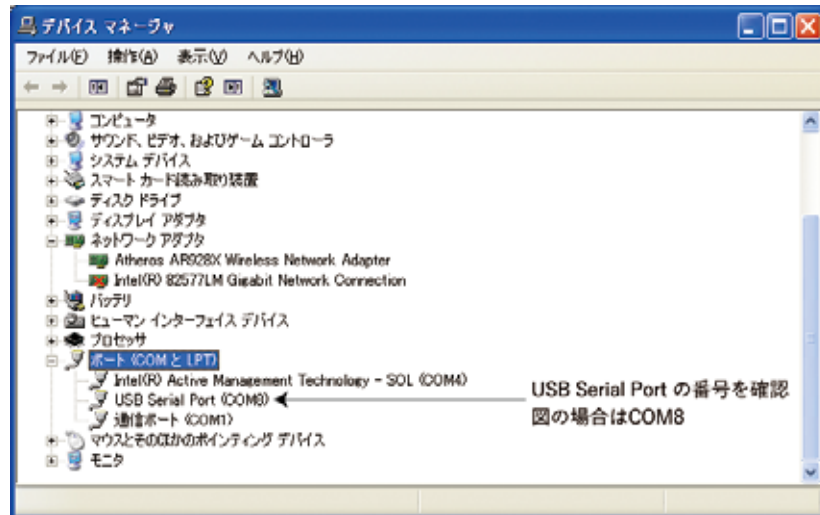 デバイス マネージャ
ファイル(F) 操作(A) 表示(V) ヘルプ(H)
コンピュータ
サウンド、ビデオ、およびゲーム コントローラ
システム デバイス
スマート カード読み取り装置
ディスク ドライブ
ディスプレイ アダプタ
ネットワーク アダプタ
Atheros AR928X Wireless Network Adapter
Intel(R) 82577LM Gigabit Network Connection
バッテリ
ヒューマン インターフェイス デバイス
プロセッサ
ポート (COM と LPT)
Intel(R) Active Management Technology - SOL (COM4)
USB Serial Port (COM8)
通信ポート (COM1)
マウスとそのほかのポインティング デバイス
モニタ
USB Serial Port の番号を確認
図の場合はCOM8